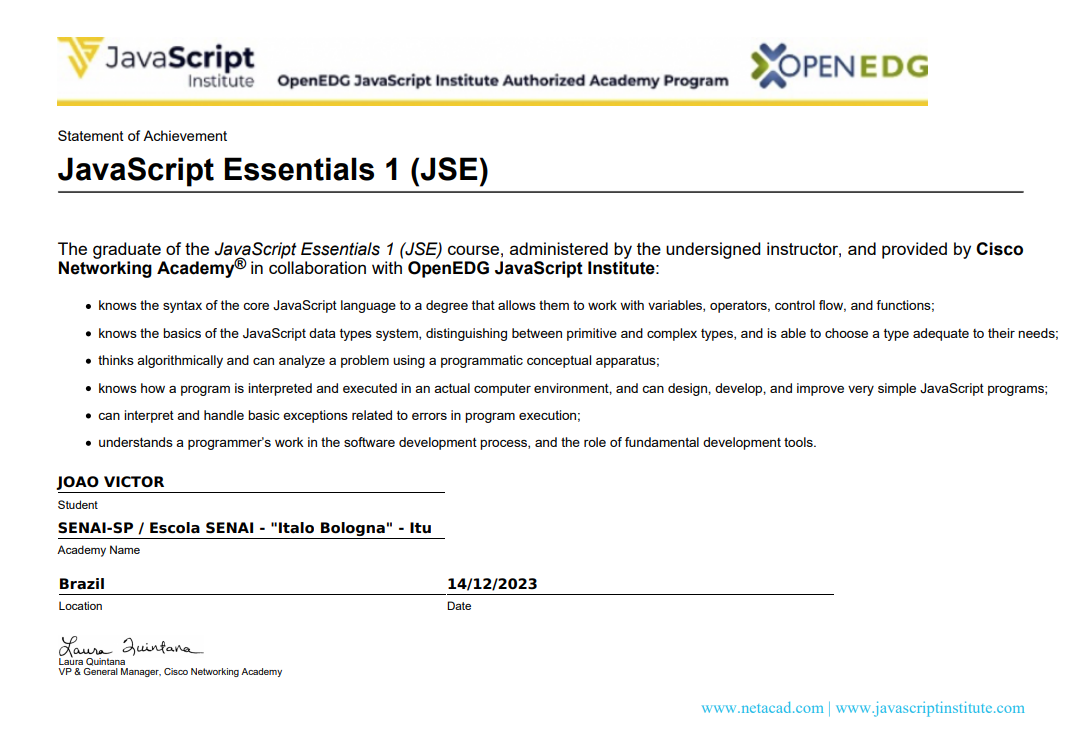 JavaScript
Institute
OpenEDG JavaScript Institute Authorized Academy Program
OPENEDG
Statement of Achievement
JavaScript Essentials 1 (JSE)
The graduate of the JavaScript Essentials 1 (JSE) course, administered by the undersigned instructor, and provided by Cisco
Networking Academy® in collaboration with OpenEDG JavaScript Institute:
• knows the syntax of the core JavaScript language to a degree that allows them to work with variables, operators, control flow, and functions;
• knows the basics of the JavaScript data types system, distinguishing between primitive and complex types, and is able to choose a type adequate to their needs;
• thinks algorithmically and can analyze a problem using a programmatic conceptual apparatus;
• knows how a program is interpreted and executed in an actual computer environment, and can design, develop, and improve very simple JavaScript programs;
• can interpret and handle basic exceptions related to errors in program execution;
• understands a programmer’s work in the software development process, and the role of fundamental development tools.
JOAO VICTOR
Student
SENAI-SP / Escola SENAI - "Italo Bologna" - Itu
Academy Name
Brazil 14/12/2023
Location Date
Laura Quintana
Laura Quintana
VP & General Manager, Cisco Networking Academy
www.netacad.com | www.javascriptinstitute.com